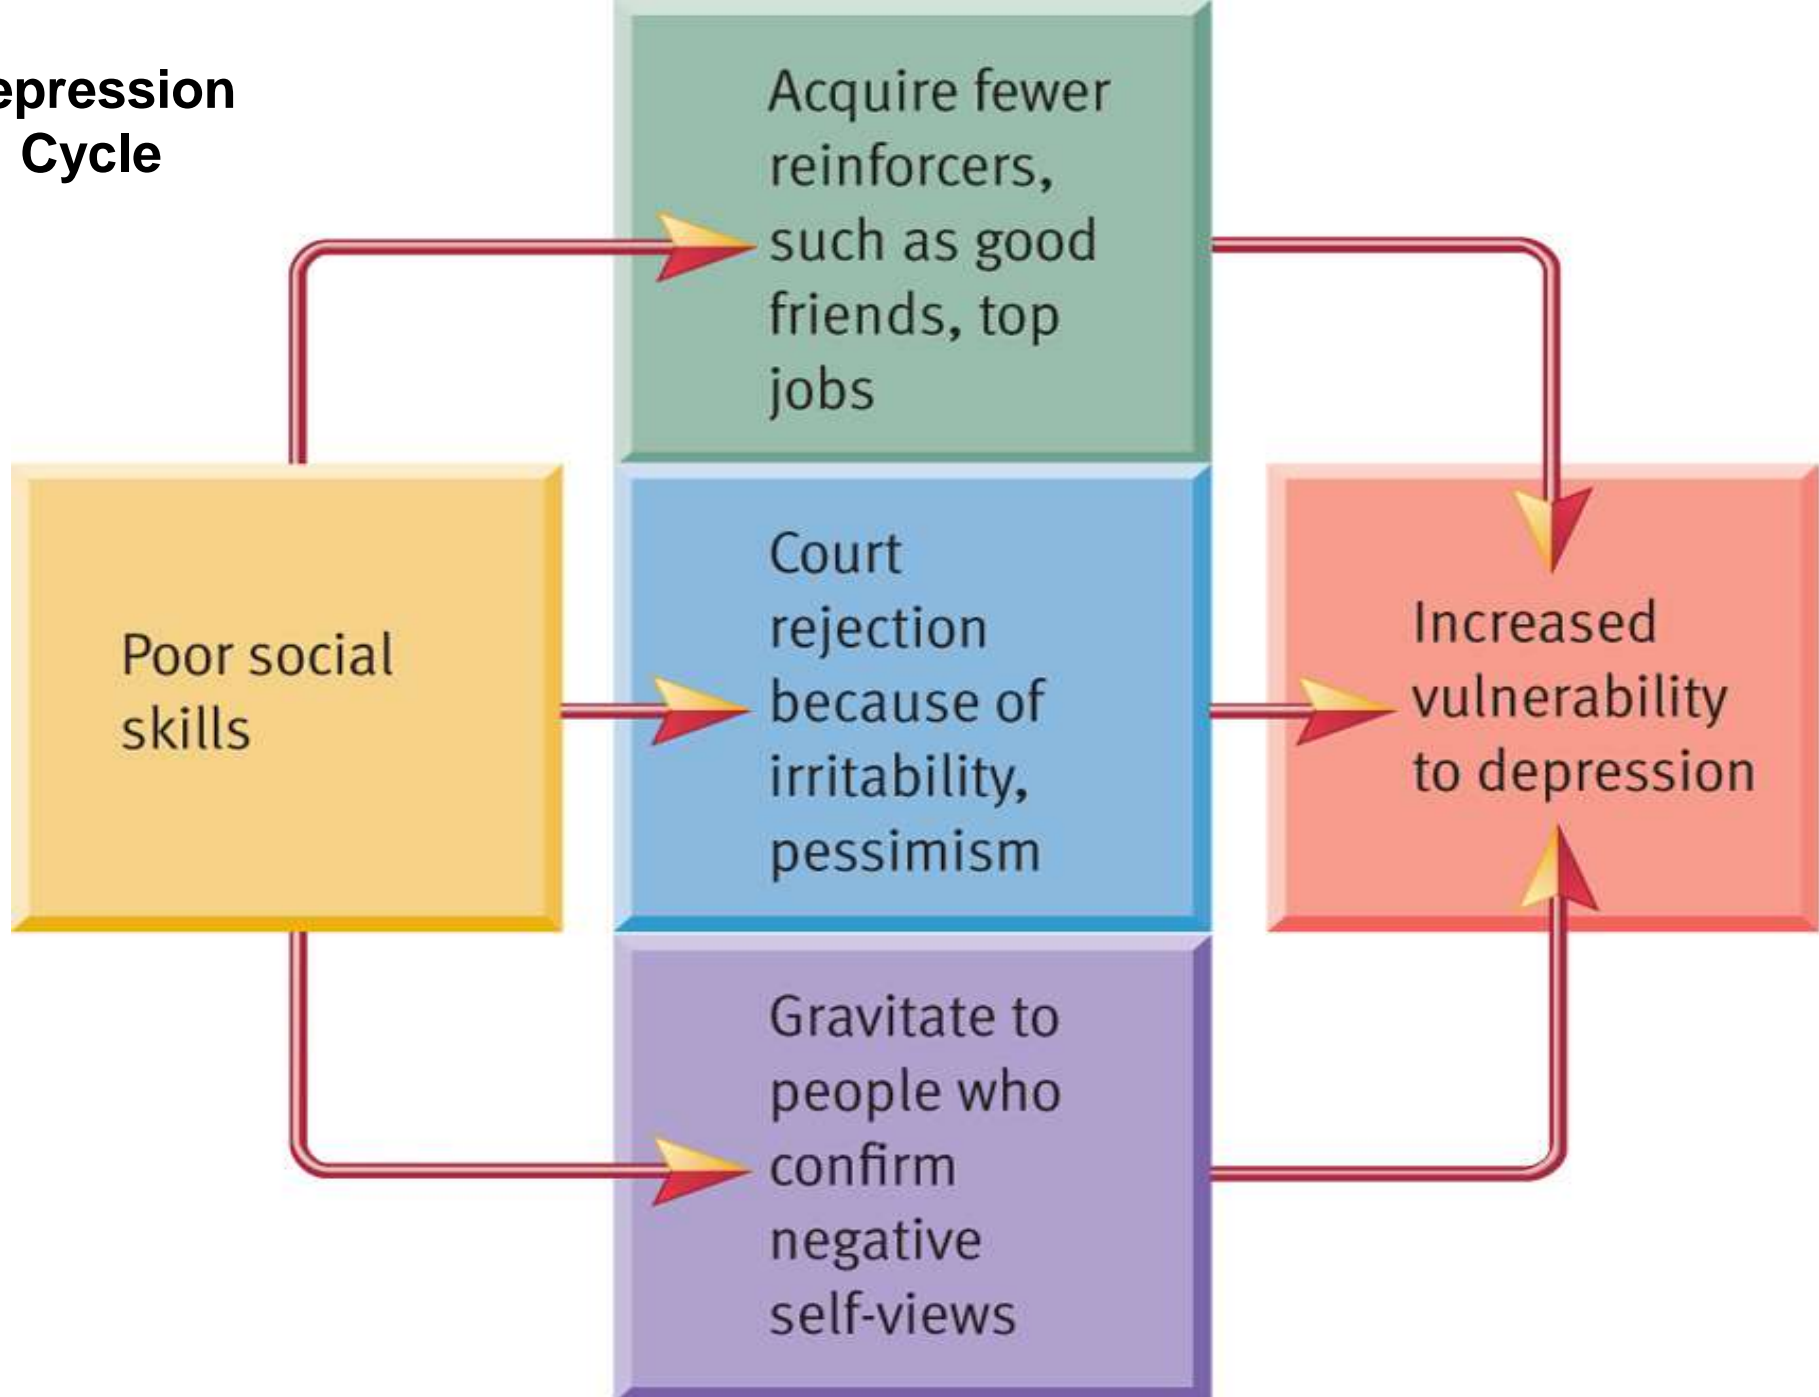 epression
Cycle
Acquire fewer
reinforcers,
such as good
friends, top
jobs
Poor social
skills
Court
rejection
because of
irritability,
pessimism
Increased
vulnerability
to depression
Gravitate to
people who
confirm
negative
self-views